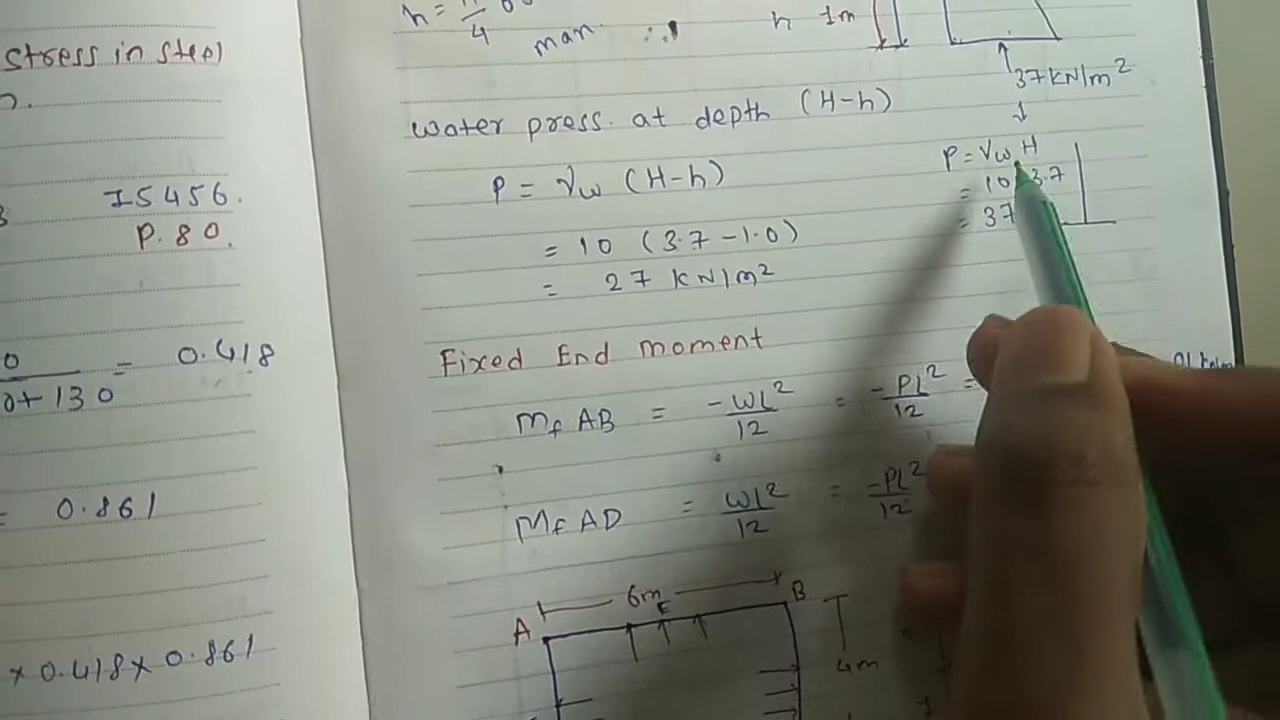 stress in steel
IS456.
P.80.
0.418
130
= 0.861
× 0.418 × 0.861
h =
4
man
h 1m
37 KN/m²
water press. at depth (H-h)
P = γw (H-h)
= 10 (3.7 - 1.0)
= 27 KN/m²
P = γw H
= 10 3.7
= 37
Fixed End moment
Mf AB = -WL²/12 = -PL²/12 =
Mf AD = WL²/12 = -PL²/12
6m
A E B
4m